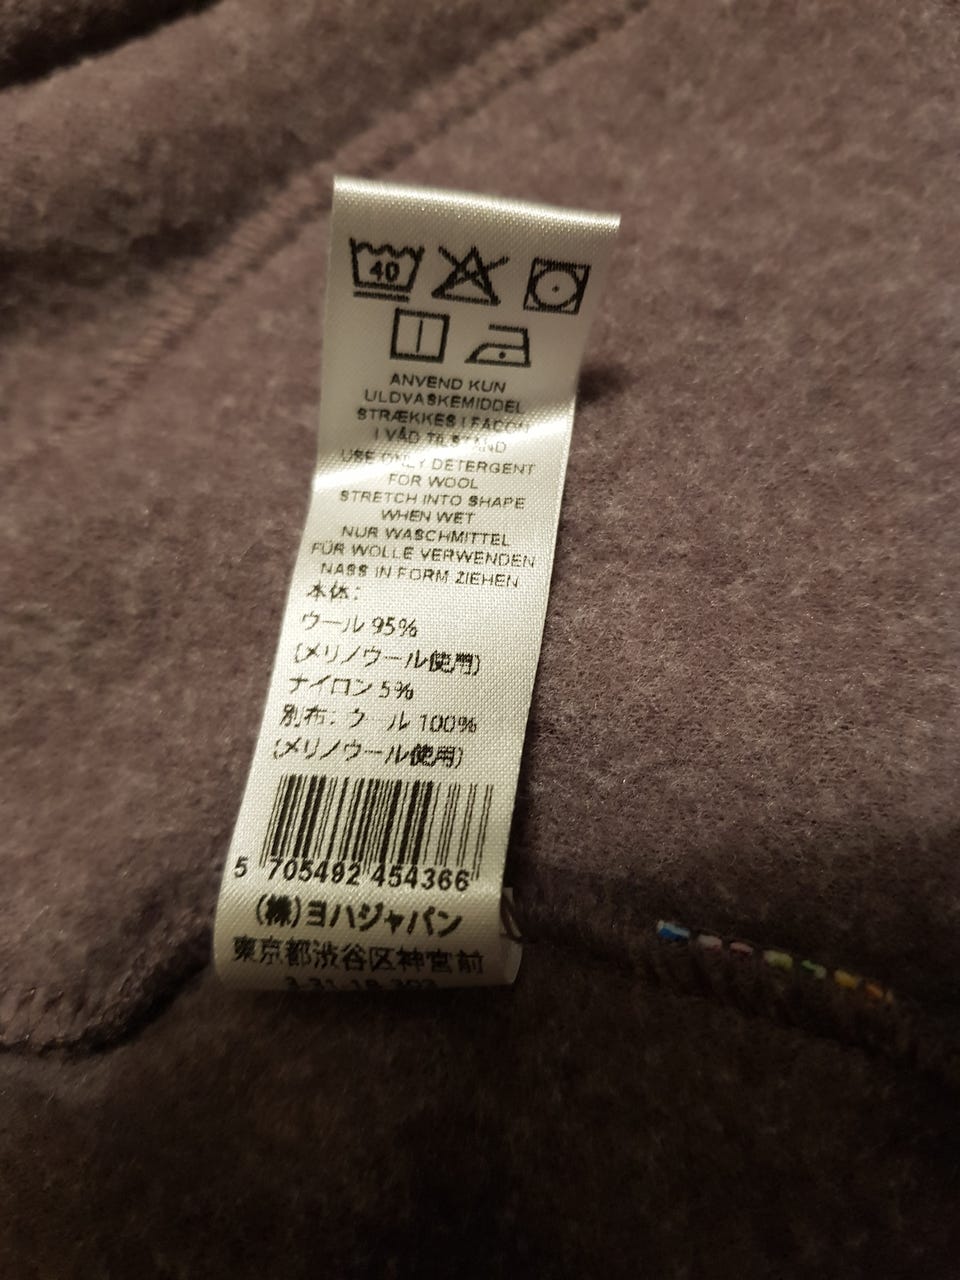 40
ANVEND KUN
ULDVASKEMIDDEL
STRÆKKES I FACON
I VÅD TILSTAND
USE ONLY DETERGENT
FOR WOOL
STRETCH INTO SHAPE
WHEN WET
NUR WASCHMITTEL
FÜR WOLLE VERWENDEN
NASS IN FORM ZIEHEN
本体:
ウール 95%
(メリノウール使用)
ナイロン 5%
別布: ウール 100%
(メリノウール使用)
5 705492 454366
(株)ヨハジャパン
東京都渋谷区神宮前